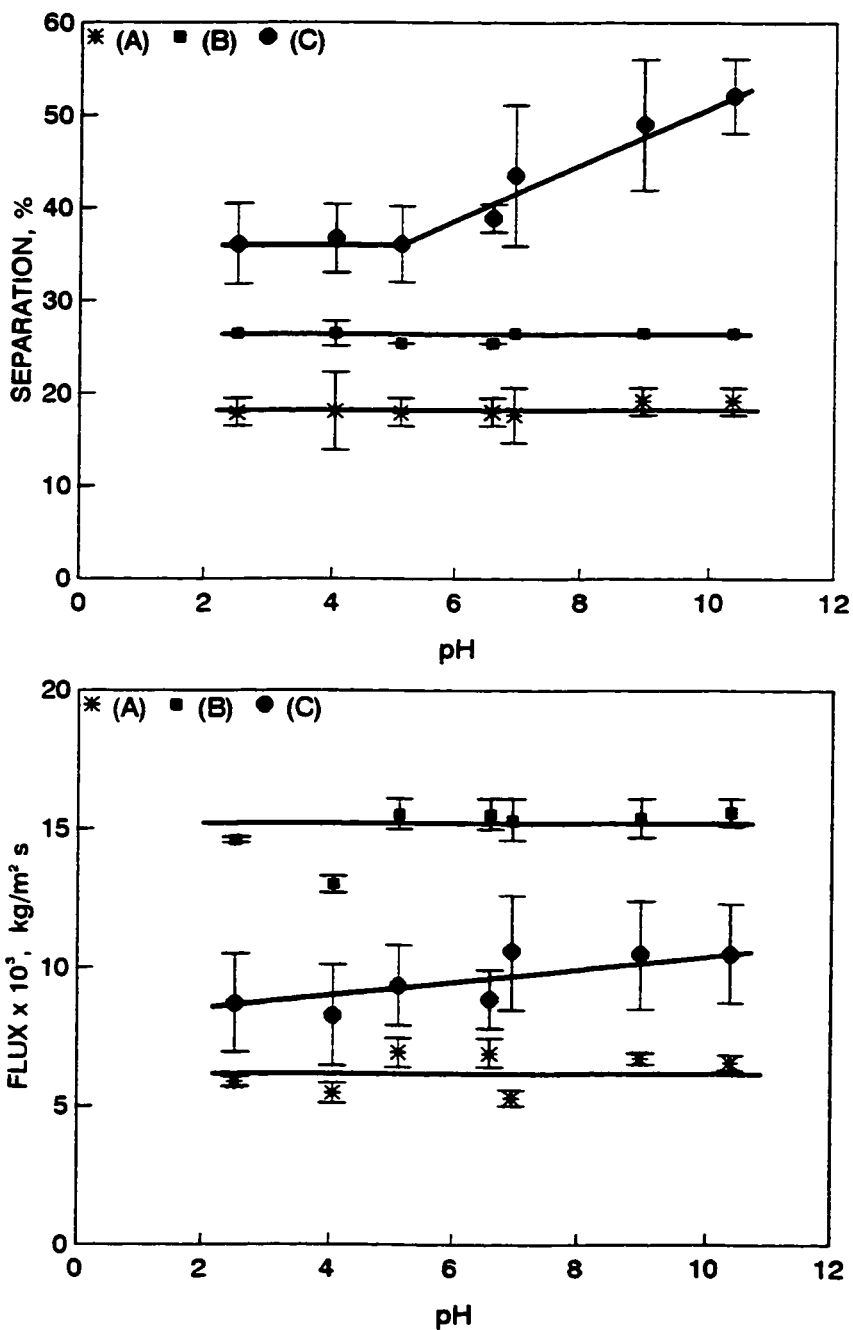 60
50
40
30
20
10
0
SEPARATION, %
✳ (A) ■ (B) ● (C)
0 2 4 6 8 10 12
pH
20
15
10
5
0
FLUX x 10³, kg/m² s
✳ (A) ■ (B) ● (C)
0 2 4 6 8 10 12
pH